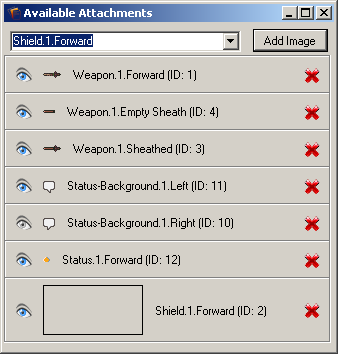 Available Attachments
Shield.1.Forward
Add Image
Weapon.1.Forward (ID: 1)
Weapon.1.Empty Sheath (ID: 4)
Weapon.1.Sheathed (ID: 3)
Status-Background.1.Left (ID: 11)
Status-Background.1.Right (ID: 10)
Status.1.Forward (ID: 12)
Shield.1.Forward (ID: 2)